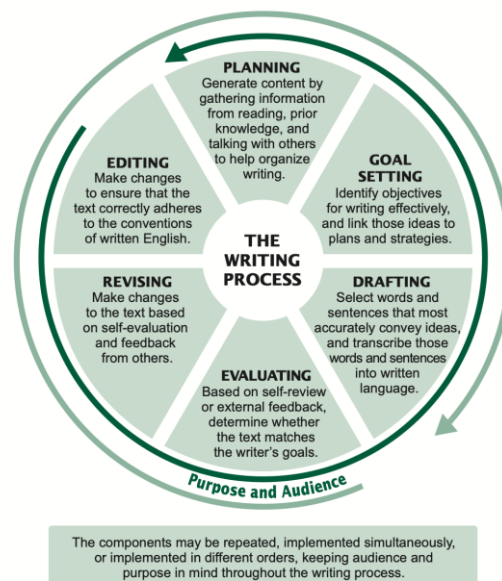 PLANNING
Generate content by
gathering information
from reading, prior
knowledge, and
talking with others
to help organize
writing.
GOAL
SETTING
Identify objectives
for writing effectively,
and link those ideas to
plans and strategies.
DRAFTING
Select words and
sentences that most
accurately convey ideas,
and transcribe those
words and sentences
into written
language.
EVALUATING
Based on self-review
or external feedback,
determine whether
the text matches
the writer's goals.
REVISING
Make changes
to the text based
on self-evaluation
and feedback
from others.
EDITING
Make changes
to ensure that the
text correctly adheres
to the conventions
of written English.
THE
WRITING
PROCESS
Purpose and Audience
The components may be repeated, implemented simultaneously,
or implemented in different orders, keeping audience and
purpose in mind throughout the writing process.